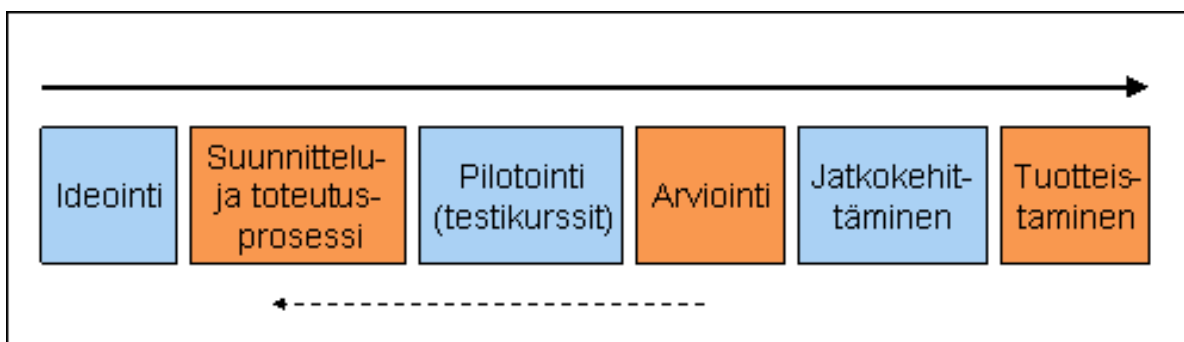 Ideointi
Suunnittelu-
ja toteutus-
prosessi
Pilotointi
(testikurssit)
Arviointi
Jatkokehit-
täminen
Tuotteis-
taminen